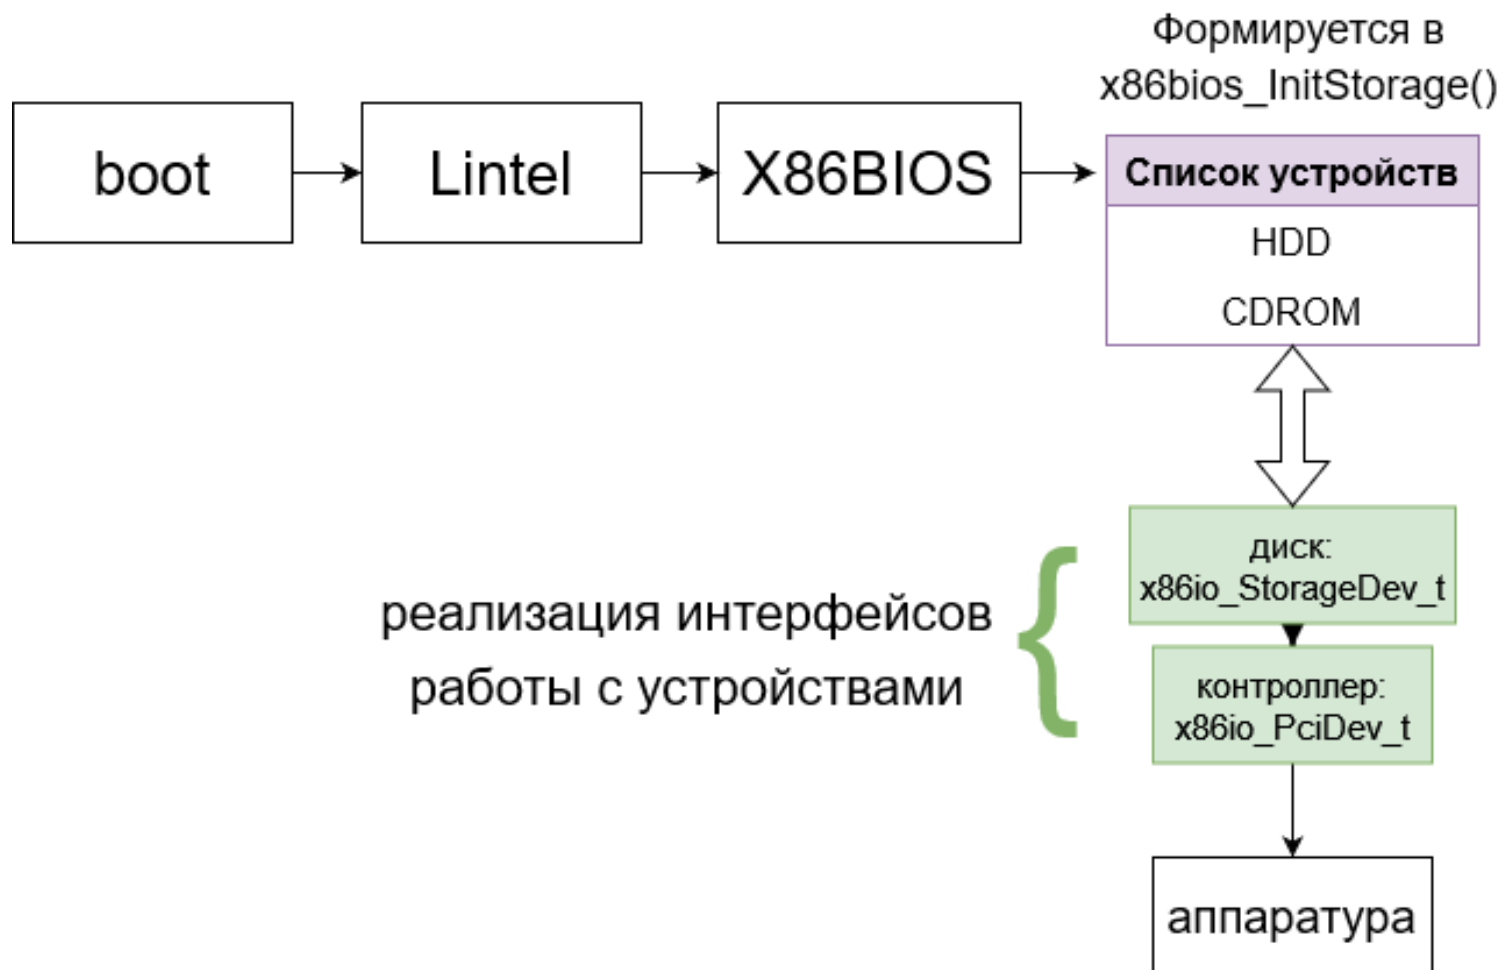 Формируется в
x86bios_InitStorage()
boot
Lintel
X86BIOS
Список устройств
HDD
CDROM
диск:
x86io_StorageDev_t
реализация интерфейсов
работы с устройствами
контроллер:
x86io_PciDev_t
аппаратура